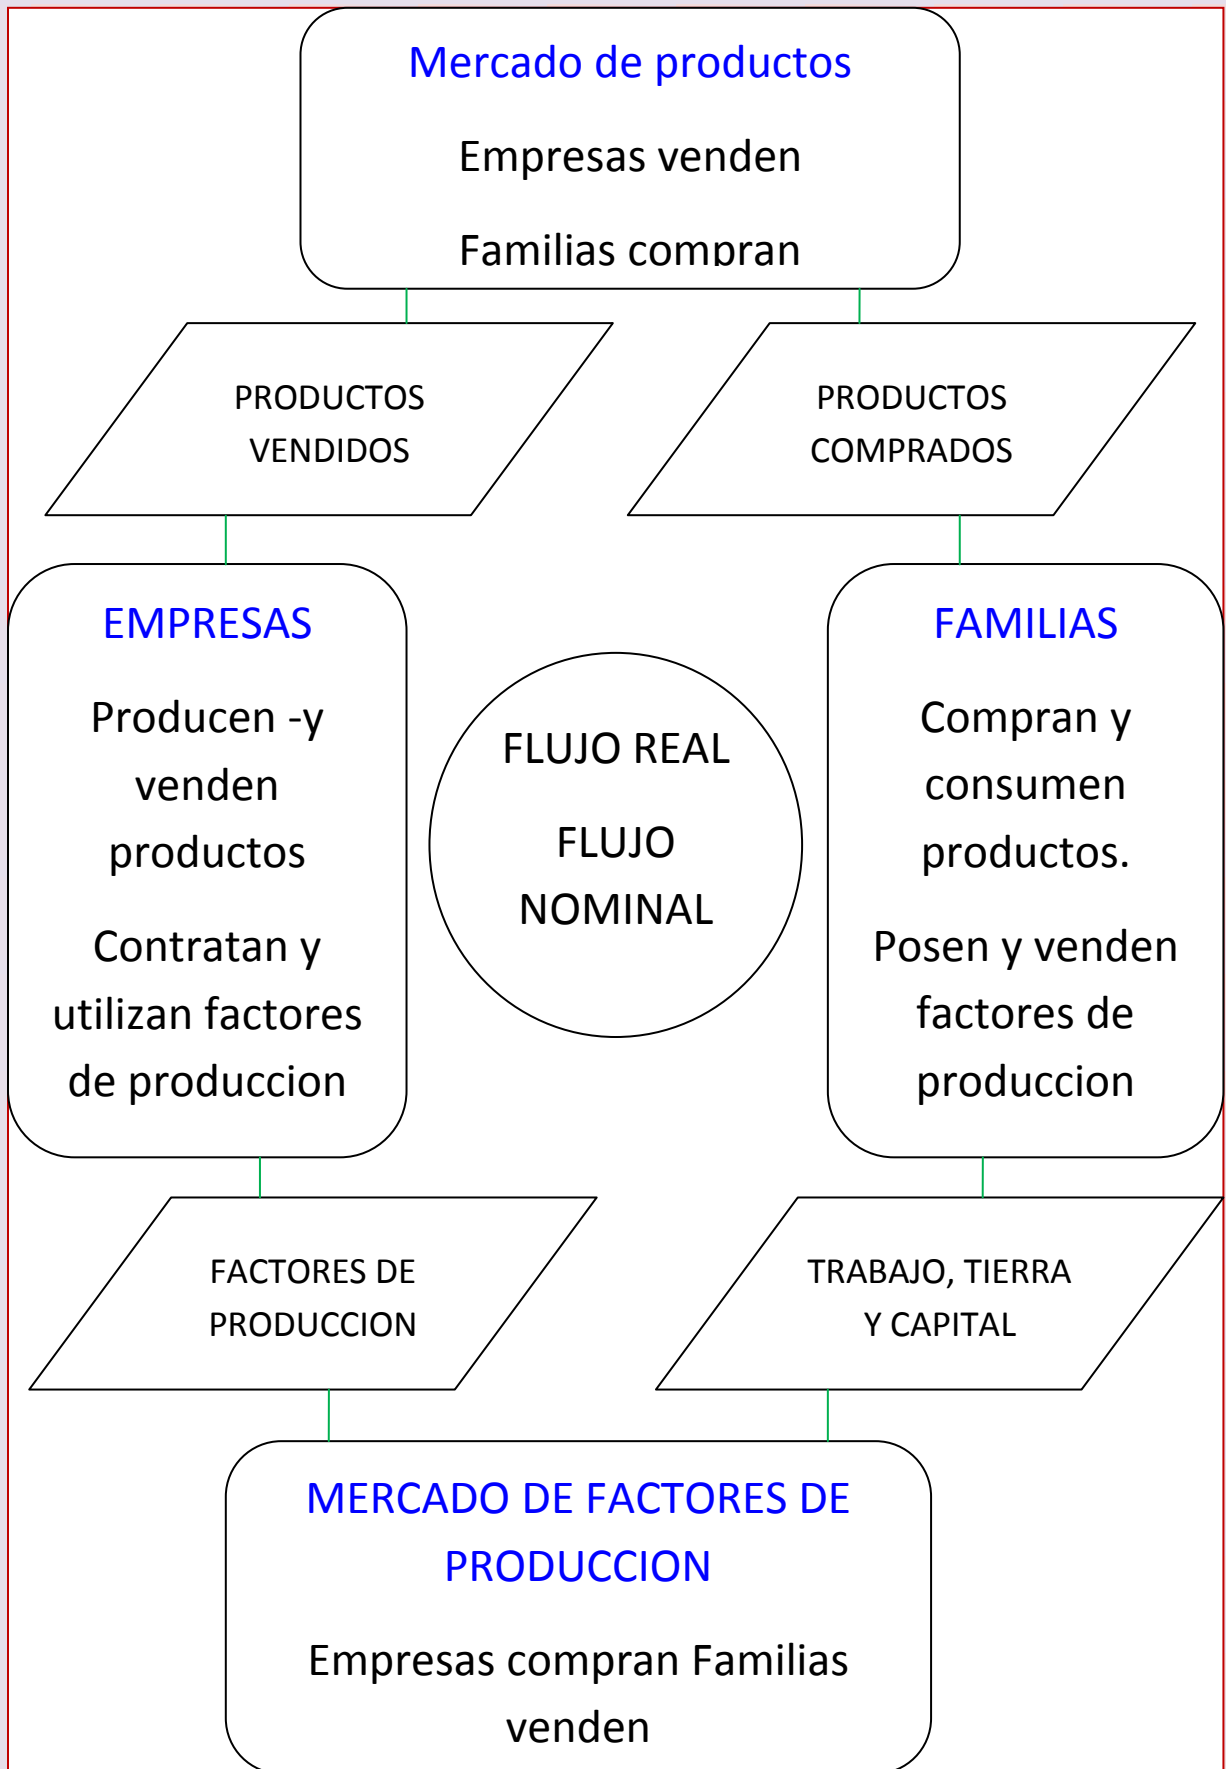 Mercado de productos
Empresas venden
Familias compran
PRODUCTOS
VENDIDOS
PRODUCTOS
COMPRADOS
EMPRESAS
Producen -y
venden
productos
Contratan y
utilizan factores
de produccion
FLUJO REAL
FLUJO
NOMINAL
FAMILIAS
Compran y
consumen
productos.
Posen y venden
factores de
produccion
FACTORES DE
PRODUCCION
TRABAJO, TIERRA
Y CAPITAL
MERCADO DE FACTORES DE
PRODUCCION
Empresas compran Familias
venden